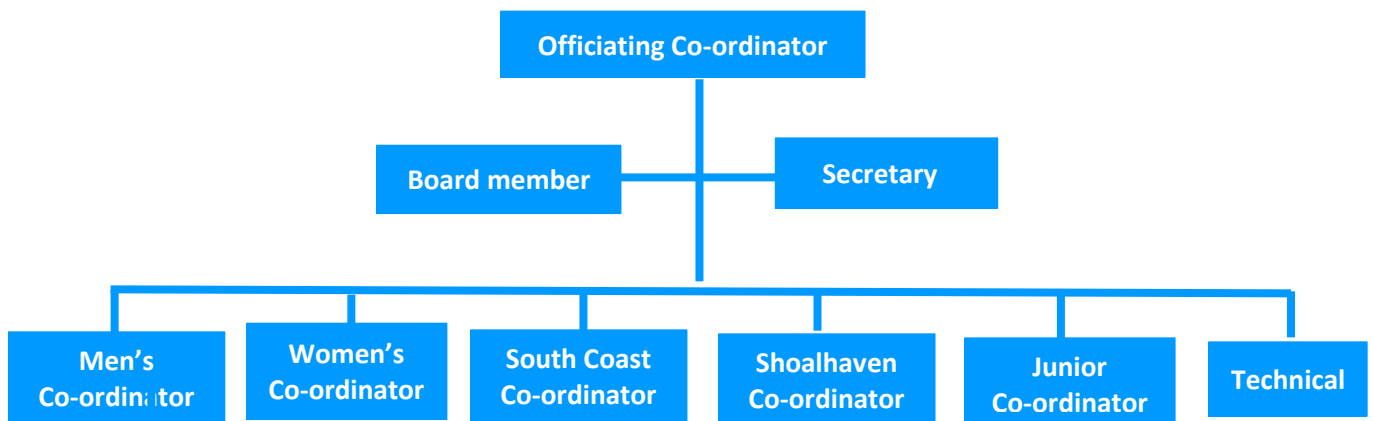 Officiating Co-ordinator
Board member
Secretary
Men’s
Co-ordinator
Women’s
Co-ordinator
South Coast
Co-ordinator
Shoalhaven
Co-ordinator
Junior
Co-ordinator
Technical